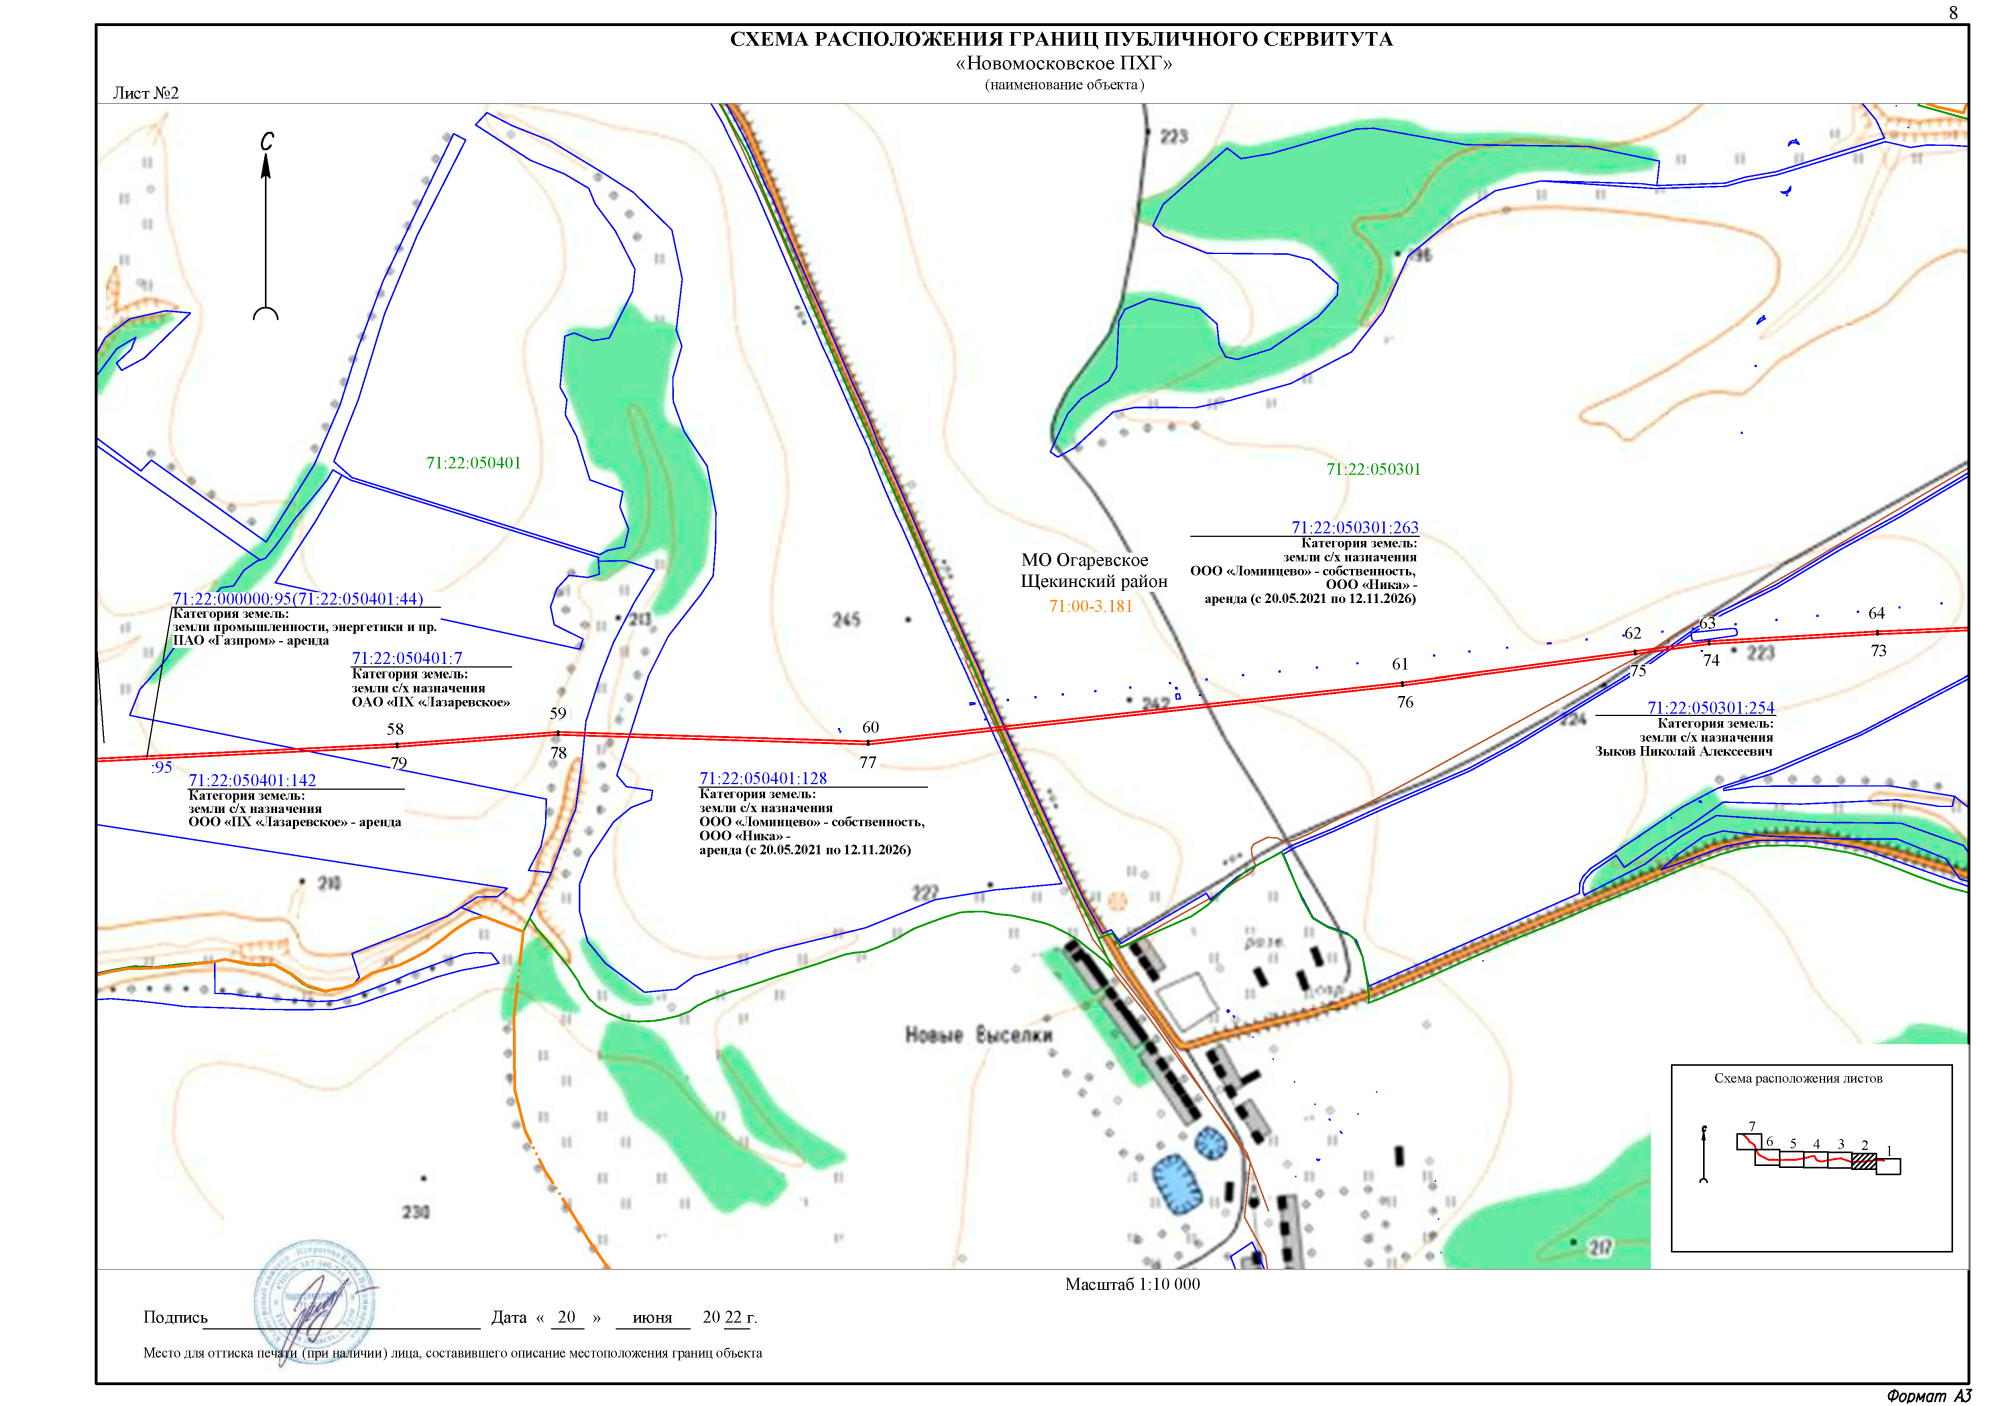 8
СХЕМА РАСПОЛОЖЕНИЯ ГРАНИЦ ПУБЛИЧНОГО СЕРВИТУТА
«Новомосковское ПХГ»
(наименование объекта)
Лист №2
С
223
196
71:22:050401
71:22:050301
71:22:050301:263
Категория земель:
земли с/х назначения
ООО «Ломинцево» - собственность,
ООО «Ника» -
аренда (с 20.05.2021 по 12.11.2026)
МО Огаревское
Щекинский район
71:00-3.181
71:22:000000:95(71:22:050401:44)
Категория земель:
земли промышленности, энергетики и пр.
ПАО «Газпром» - аренда
213
245
71:22:050401:7
Категория земель:
земли с/х назначения
ОАО «ПХ «Лазаревское»
64
63
62
61
73
74
75
76
223
242
224
71:22:050301:254
Категория земель:
земли с/х назначения
Зыков Николай Алексеевич
59
58
60
78
79
77
:95
71:22:050401:142
Категория земель:
земли с/х назначения
ООО «ПХ «Лазаревское» - аренда
71:22:050401:128
Категория земель:
земли с/х назначения
ООО «Ломинцево» - собственность,
ООО «Ника» -
аренда (с 20.05.2021 по 12.11.2026)
210
227
разв.
Новые Выселки
230
217
Схема расположения листов
С
7
6
5
4
3
2
1
Масштаб 1:10 000
Подпись
Дата « 20 » июня 20 22 г.
Место для оттиска печати (при наличии) лица, составившего описание местоположения границ объекта
Формат А3